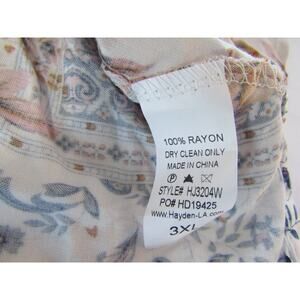 100% RAYON
DRY CLEAN ONLY
MADE IN CHINA
STYLE# HJ3204W
PO# HD19425
www.Hayden-LA.com
3XL